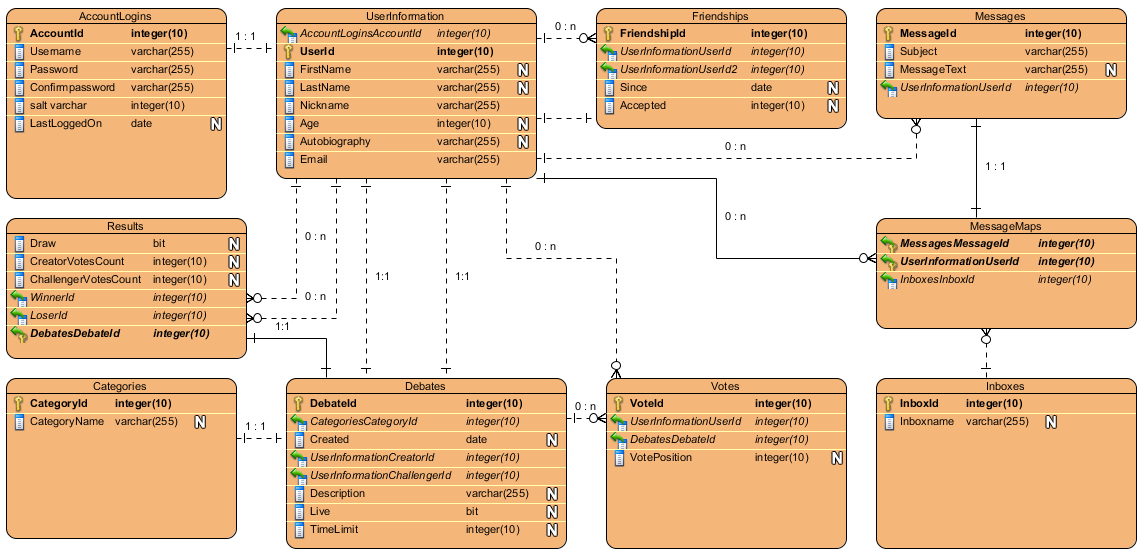 AccountLogins
AccountId integer(10)
Username varchar(255)
Password varchar(255)
Confirmpassword varchar(255)
salt varchar integer(10)
LastLoggedOn date N
1 : 1
UserInformation
AccountLoginsAccountId integer(10)
UserId integer(10)
FirstName varchar(255) N
LastName varchar(255) N
Nickname varchar(255)
Age integer(10) N
Autobiography varchar(255) N
Email varchar(255)
0 : n
Friendships
FriendshipId integer(10)
UserInformationUserId integer(10)
UserInformationUserId2 integer(10)
Since date N
Accepted integer(10) N
Messages
MessageId integer(10)
Subject varchar(255)
MessageText varchar(255) N
UserInformationUserId integer(10)
0 : n
1 : 1
0 : n
Results
Draw bit N
CreatorVotesCount integer(10) N
ChallengerVotesCount integer(10) N
WinnerId integer(10)
LoserId integer(10)
DebatesDebateId integer(10)
0 : n
0 : n
1:1
1:1
1:1
0 : n
MessageMaps
MessagesMessageId integer(10)
UserInformationUserId integer(10)
InboxesInboxId integer(10)
Categories
CategoryId integer(10)
CategoryName varchar(255) N
1 : 1
Debates
DebateId integer(10)
CategoriesCategoryId integer(10)
Created date N
UserInformationCreatorId integer(10)
UserInformationChallengerId integer(10)
Description varchar(255) N
Live bit N
TimeLimit integer(10) N
0 : n
Votes
VoteId integer(10)
UserInformationUserId integer(10)
DebatesDebateId integer(10)
VotePosition integer(10) N
Inboxes
InboxId integer(10)
Inboxname varchar(255) N